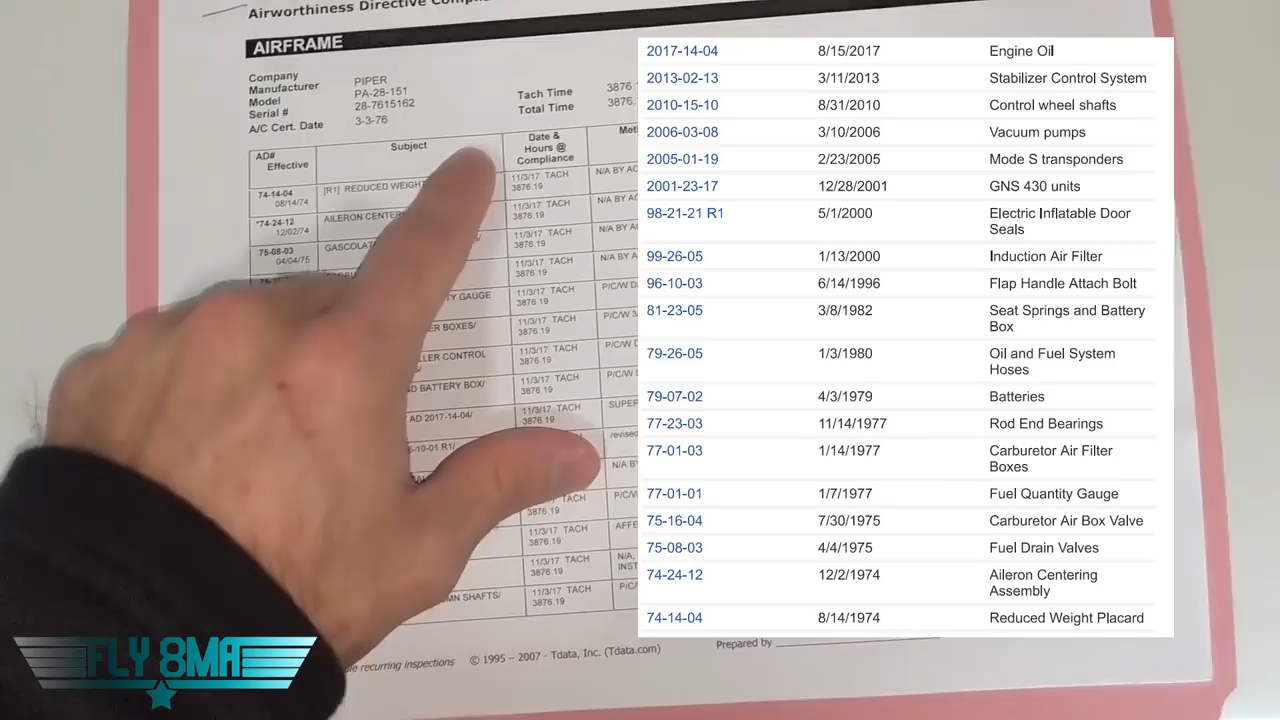 Airworthiness Directive
AIRFRAME
Company
Manufacturer PIPER
Model PA-28-151
Serial # 28-7615162
A/C Cert. Date 3-3-76
Tach Time 3876
Total Time 3876.
AD# Effective Subject Date & Hours @ Compliance
74-14-04 08/14/74 [R1] REDUCED WEIGHT 11/3/17 TACH 3876.19 N/A BY
*74-24-12 12/02/74 AILERON 11/3/17 TACH 3876.19 N/A BY
75-08-03 04/04/75 11/3/17 TACH 3876.19 N/A BY
11/3/17 TACH 3876.19 N/A BY
GAUGE 11/3/17 TACH 3876.19 P/C/W
BOXES/ 11/3/17 TACH 3876.19 P/C/W
CONTROL 11/3/17 TACH 3876.19 P/C/W
BATTERY BOX/ 11/3/17 TACH 3876.19 P/C/W
AD 2017-14-04/ 11/3/17 TACH 3876.19
-10-01 R1/ revised
N/A
TACH 3876.19
11/3/17 TACH 3876.19
11/3/17 TACH 3876.19 N/A,
SHAFTS/ 11/3/17 TACH 3876.19
recurring inspections © 1995 – 2007 - Tdata, Inc. (Tdata.com) Prepared by
2017-14-04 8/15/2017 Engine Oil
2013-02-13 3/11/2013 Stabilizer Control System
2010-15-10 8/31/2010 Control wheel shafts
2006-03-08 3/10/2006 Vacuum pumps
2005-01-19 2/23/2005 Mode S transponders
2001-23-17 12/28/2001 GNS 430 units
98-21-21 R1 5/1/2000 Electric Inflatable Door
Seals
99-26-05 1/13/2000 Induction Air Filter
96-10-03 6/14/1996 Flap Handle Attach Bolt
81-23-05 3/8/1982 Seat Springs and Battery
Box
79-26-05 1/3/1980 Oil and Fuel System
Hoses
79-07-02 4/3/1979 Batteries
77-23-03 11/14/1977 Rod End Bearings
77-01-03 1/14/1977 Carburetor Air Filter
Boxes
77-01-01 1/7/1977 Fuel Quantity Gauge
75-16-04 7/30/1975 Carburetor Air Box Valve
75-08-03 4/4/1975 Fuel Drain Valves
74-24-12 12/2/1974 Aileron Centering
Assembly
74-14-04 8/14/1974 Reduced Weight Placard
FLY 8MA